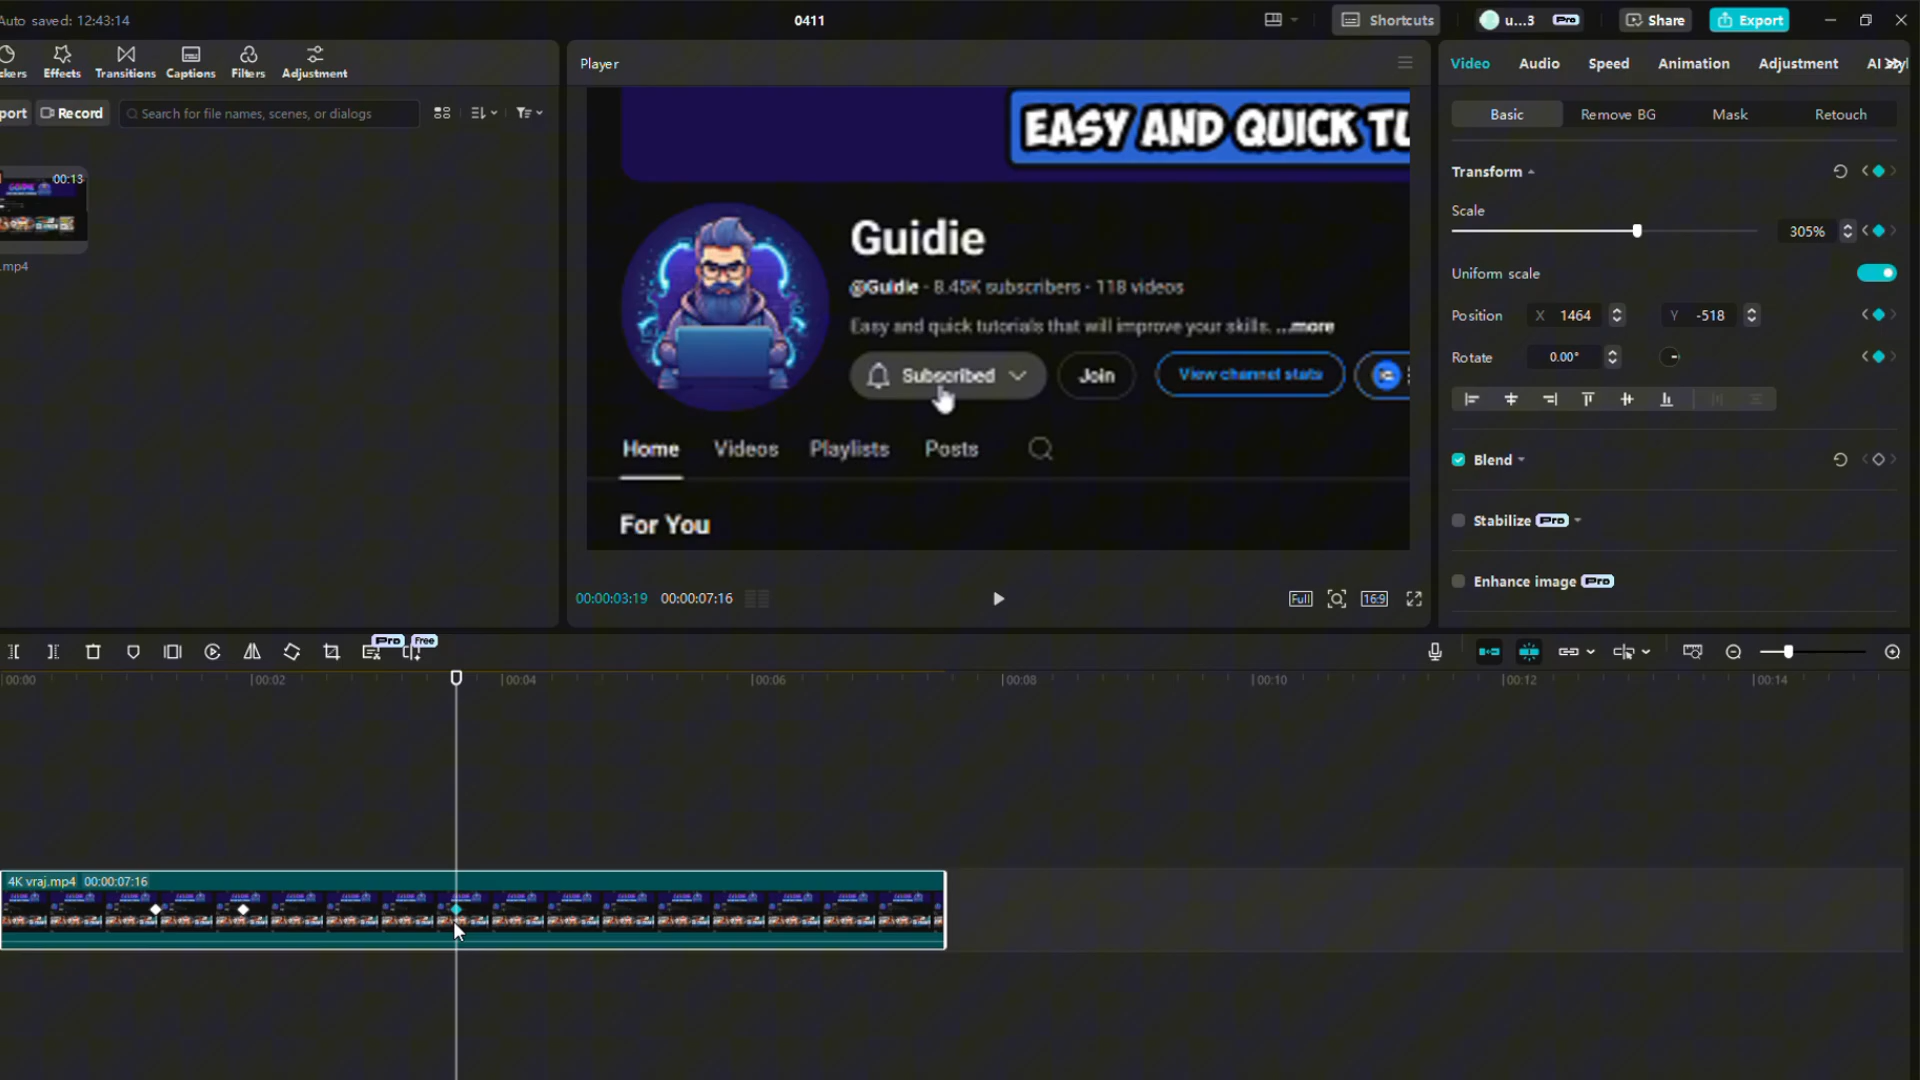 Auto saved: 12:43:14
0411
Shortcuts
u...3
Pro
Share
Export
kers
Effects
Transitions
Captions
Filters
Adjustment
port
Record
Search for file names, scenes, or dialogs
00:13
.mp4
Player
EASY AND QUICK TU
Guidie
@Guidie · 8.45K subscribers · 118 videos
Easy and quick tutorials that will improve your skills. ...more
Subscribed
Join
View channel stats
Home
Videos
Playlists
Posts
For You
00:00:03:19
00:00:07:16
Full
16:9
Video
Audio
Speed
Animation
Adjustment
Basic
Remove BG
Mask
Retouch
Transform
Scale
305%
Uniform scale
Position
X 1464
Y -518
Rotate
0.00°
Blend
Stabilize Pro
Enhance image Pro
Pro
Free
00:00
00:02
00:04
00:06
00:08
00:10
00:12
00:14
4K vraj.mp4 00:00:07:16